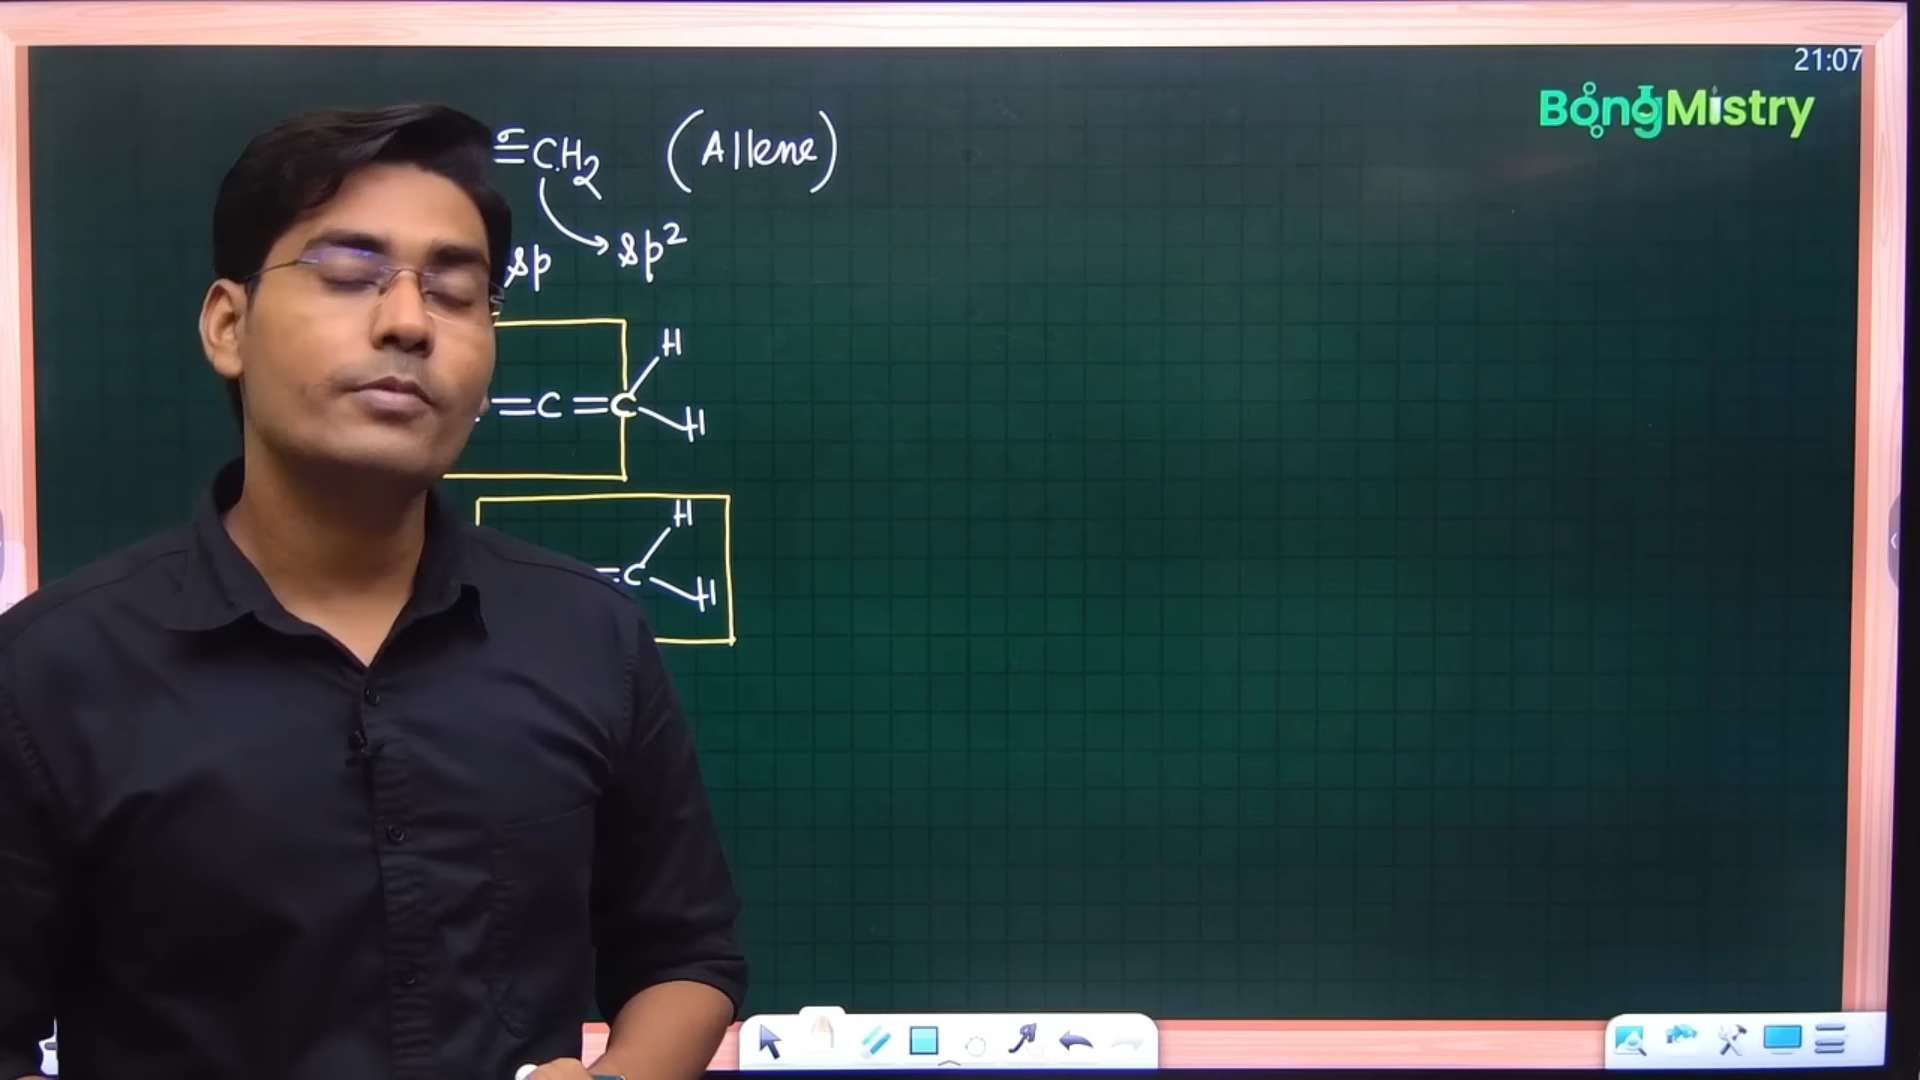 21:07
BongMistry
=CH₂ (Allene)
sp sp²
H
=C=C
H
H
=C
H